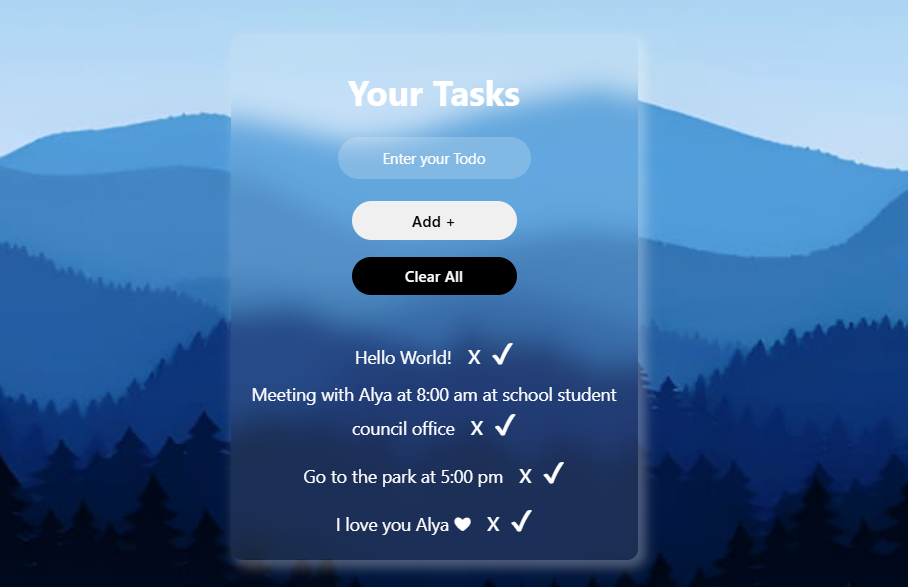 Your Tasks
Enter your Todo
Add +
Clear All
Hello World! X ✓
Meeting with Alya at 8:00 am at school student
council office X ✓
Go to the park at 5:00 pm X ✓
I love you Alya ♥ X ✓